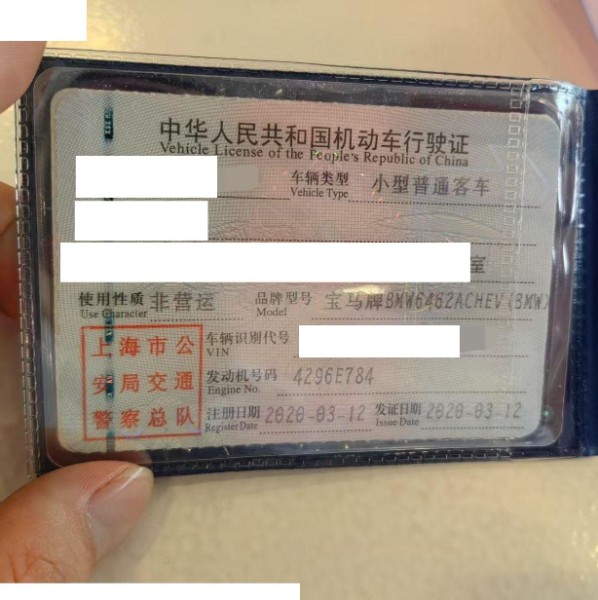 中华人民共和国机动车行驶证
Vehicle License of the People's Republic of China
车辆类型 小型普通客车
Vehicle Type
室
使用性质 非营运 品牌型号 宝马牌BMW6462ACHEV(BMW)
Use Character Model
上海市公 车辆识别代号
VIN
安局交通 发动机号码 4296E784
Engine No.
警察总队 注册日期 2020-03-12 发证日期 2020-03-12
Register Date Issue Date